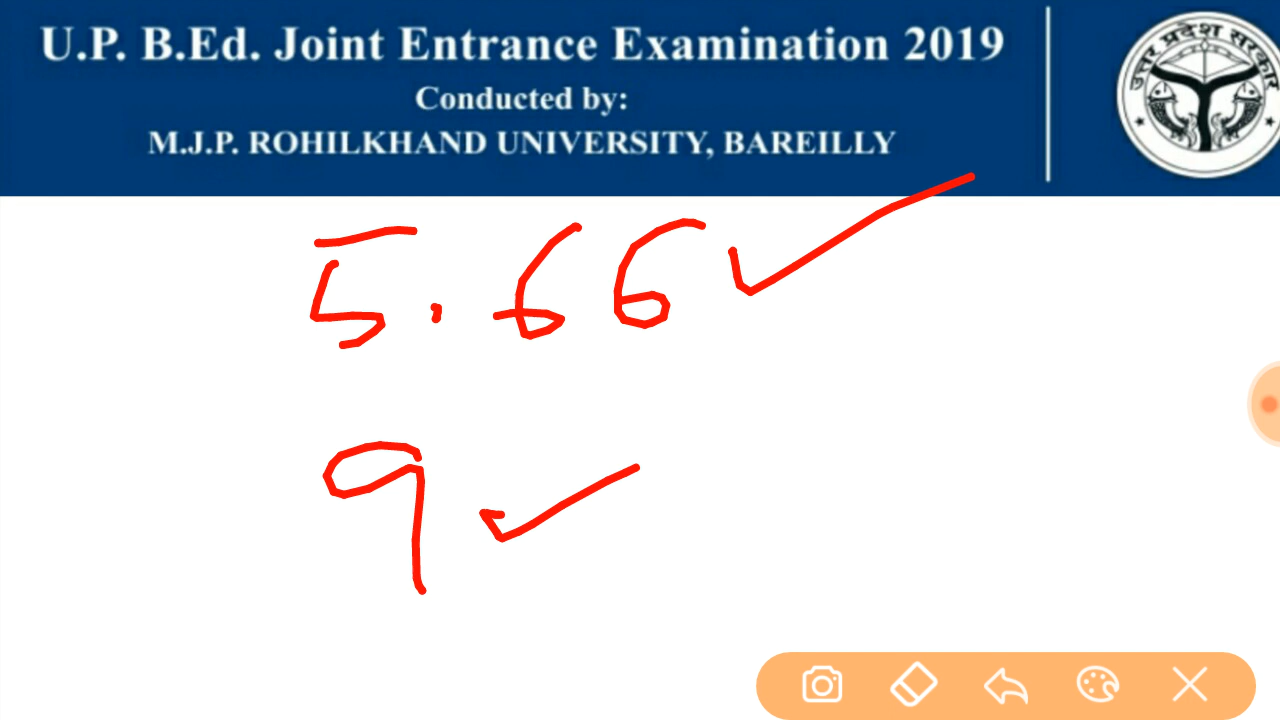 U.P. B.Ed. Joint Entrance Examination 2019
Conducted by:
M.J.P. ROHILKHAND UNIVERSITY, BAREILLY
उत्तर प्रदेश सरकार
5.66
9